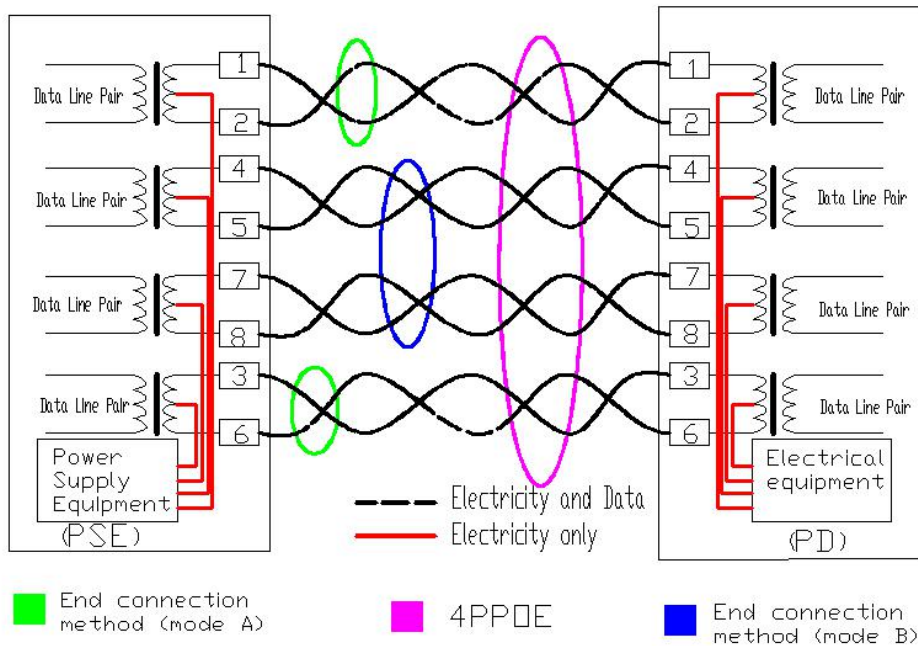 1
1
Data Line Pair
Data Line Pair
2
2
4
4
Data Line Pair
Data Line Pair
5
5
7
7
Data Line Pair
Data Line Pair
8
8
3
3
Data Line Pair
Data Line Pair
6
6
Power
Supply
Equipment
(PSE)
Electrical
equipment
(PD)
Electricity and Data
Electricity only
End connection
method (mode A)
4PPOE
End connection
method (mode B)